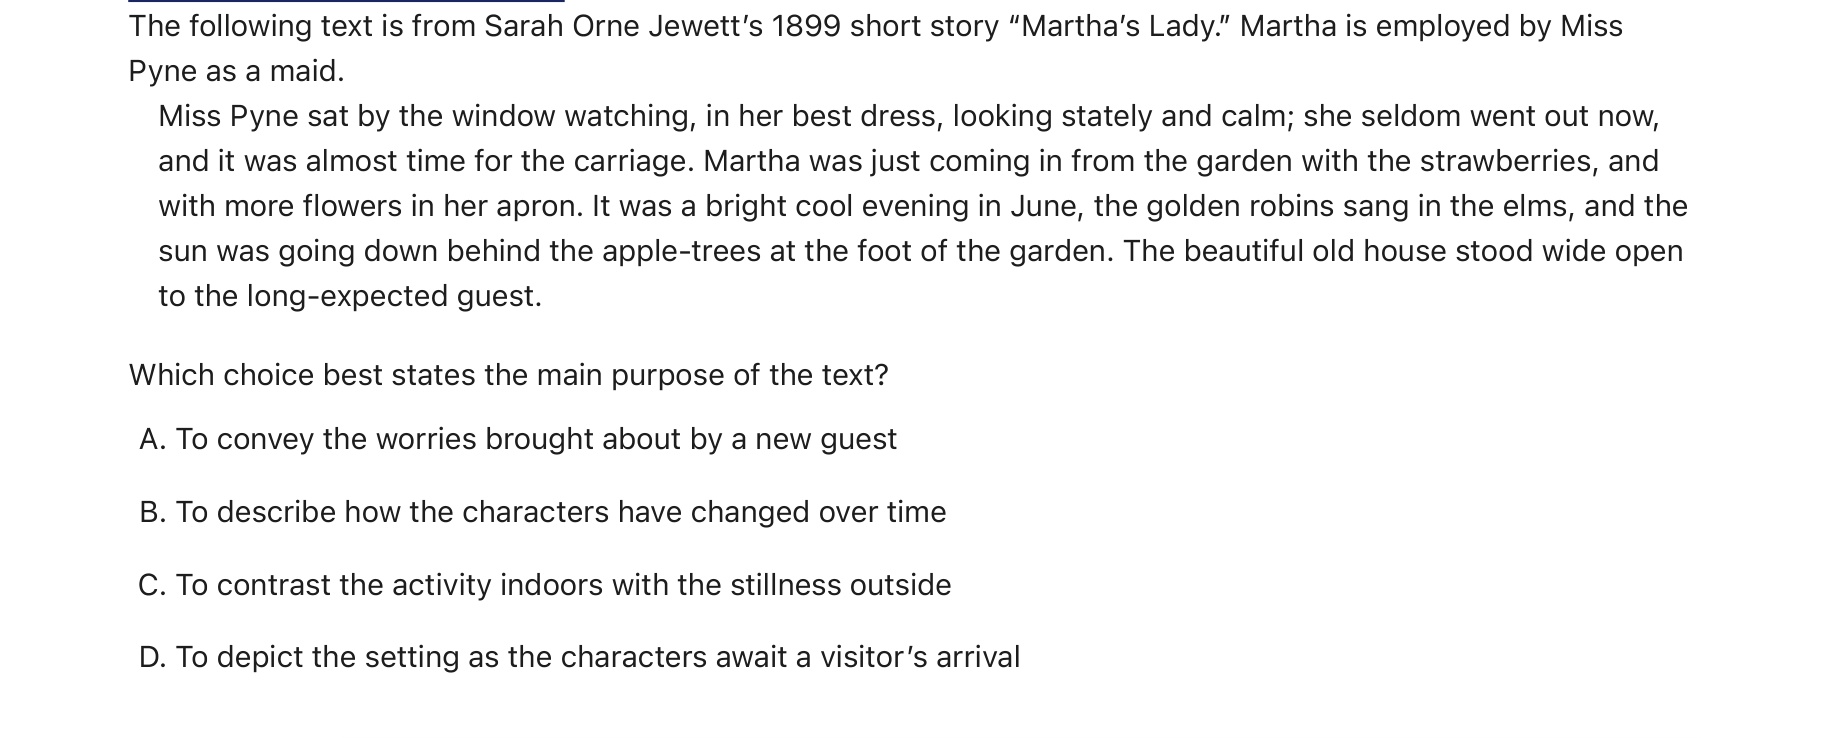 The following text is from Sarah Orne Jewett’s 1899 short story “Martha’s Lady.” Martha is employed by Miss
Pyne as a maid.
Miss Pyne sat by the window watching, in her best dress, looking stately and calm; she seldom went out now,
and it was almost time for the carriage. Martha was just coming in from the garden with the strawberries, and
with more flowers in her apron. It was a bright cool evening in June, the golden robins sang in the elms, and the
sun was going down behind the apple-trees at the foot of the garden. The beautiful old house stood wide open
to the long-expected guest.
Which choice best states the main purpose of the text?
A. To convey the worries brought about by a new guest
B. To describe how the characters have changed over time
C. To contrast the activity indoors with the stillness outside
D. To depict the setting as the characters await a visitor’s arrival